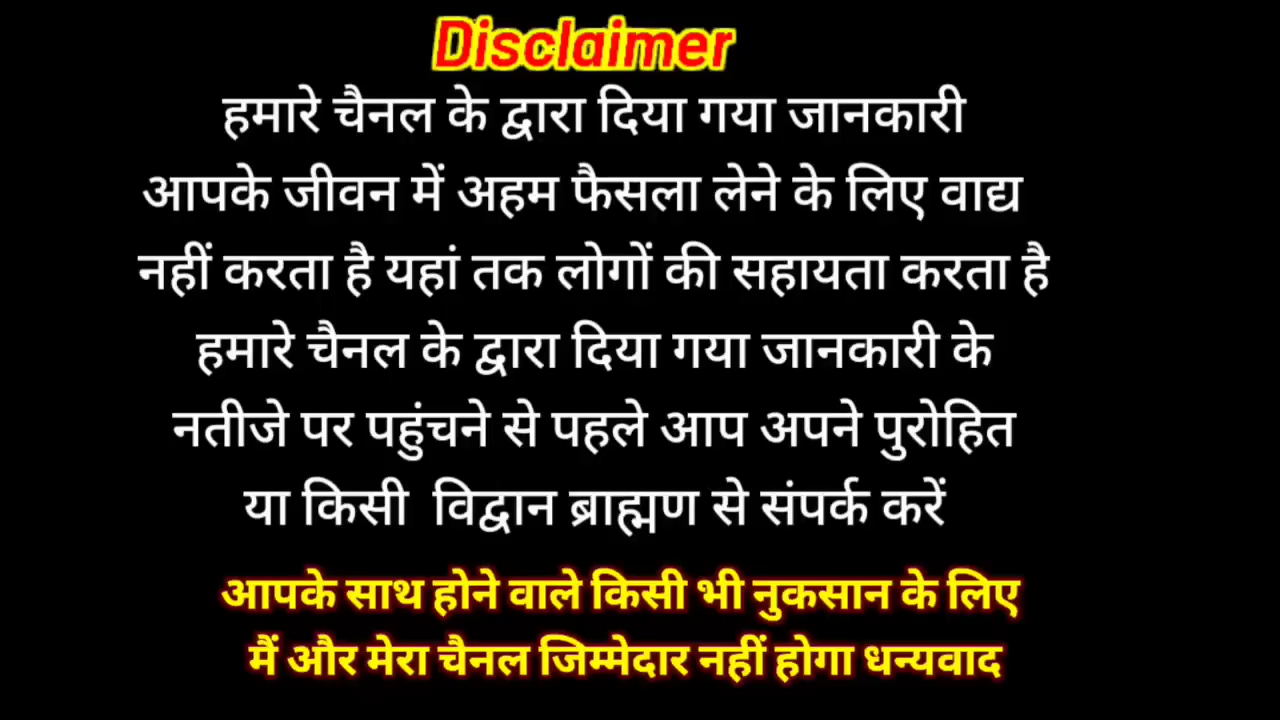 Disclaimer
हमारे चैनल के द्वारा दिया गया जानकारी
आपके जीवन में अहम फैसला लेने के लिए वाद्य
नहीं करता है यहां तक लोगों की सहायता करता है
हमारे चैनल के द्वारा दिया गया जानकारी के
नतीजे पर पहुंचने से पहले आप अपने पुरोहित
या किसी विद्वान ब्राह्मण से संपर्क करें
आपके साथ होने वाले किसी भी नुकसान के लिए
मैं और मेरा चैनल जिम्मेदार नहीं होगा धन्यवाद